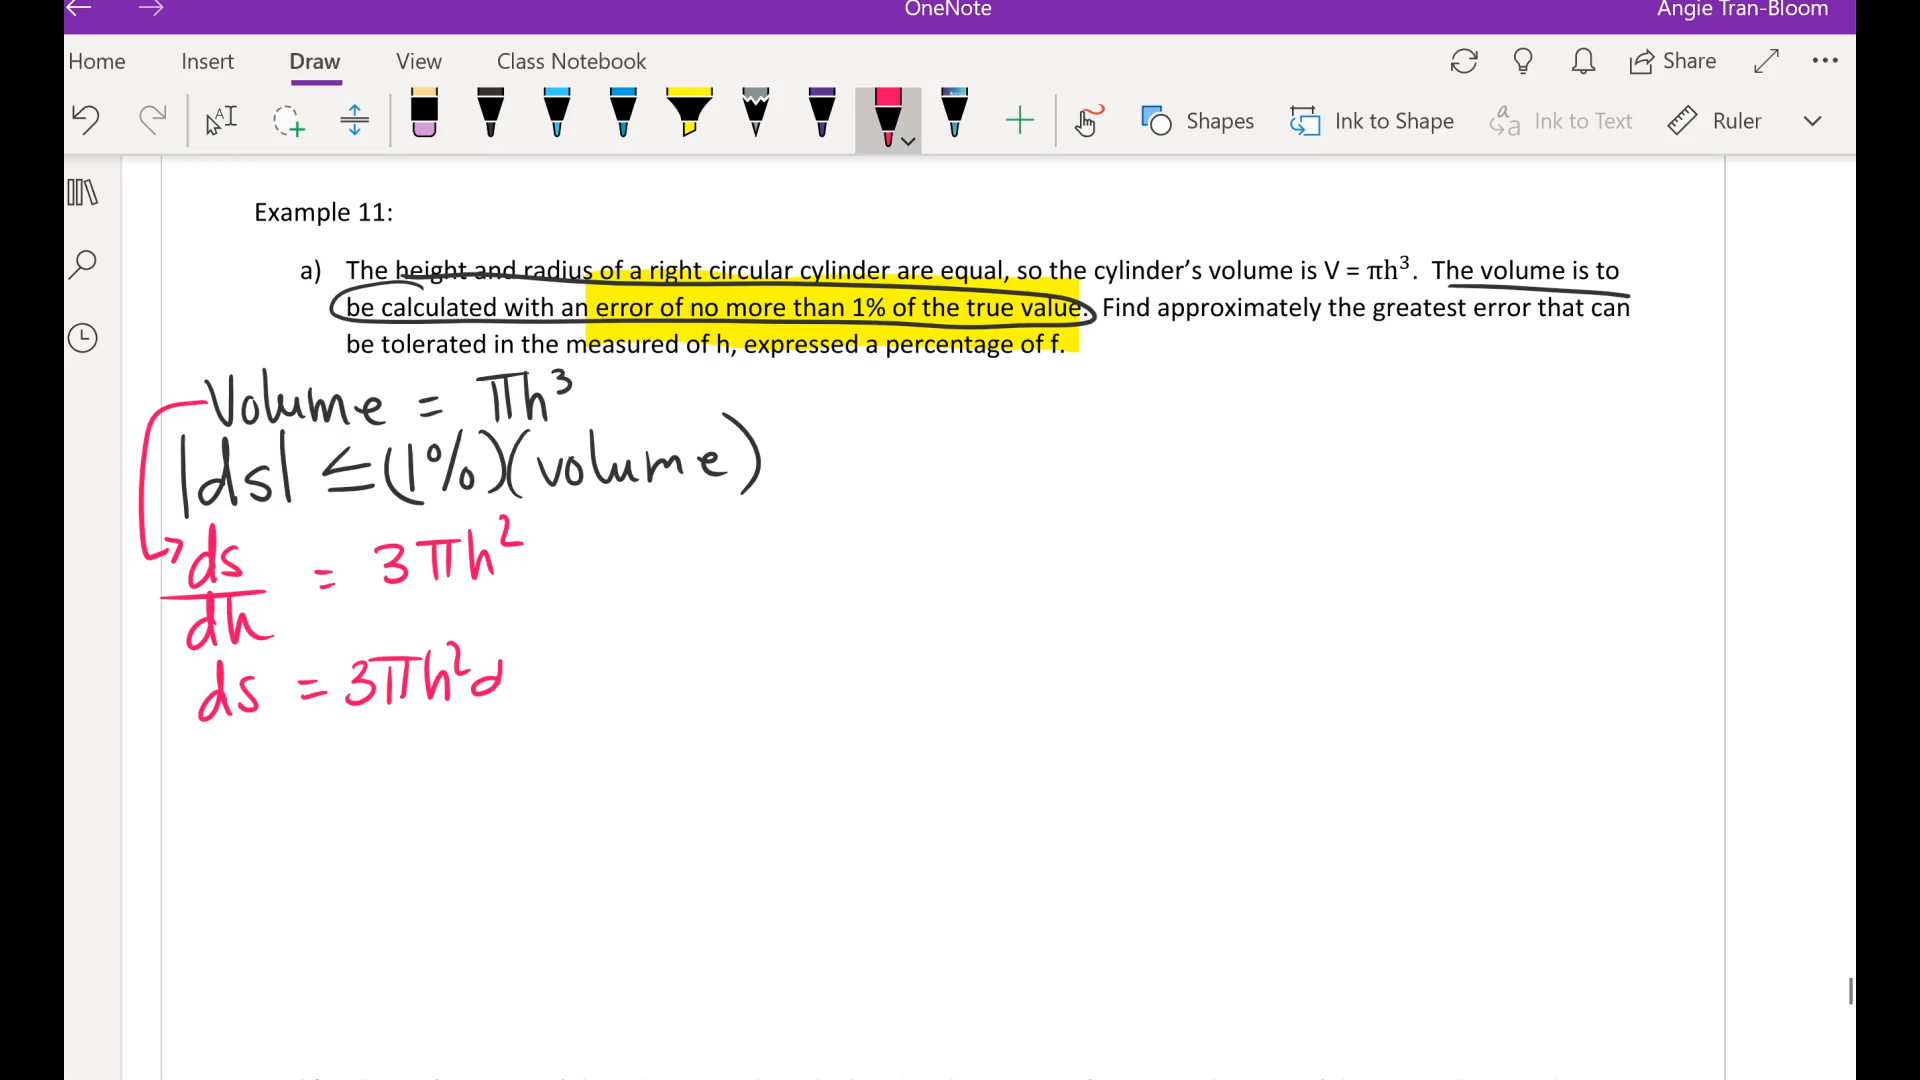 OneNote
Angie Tran-Bloom
Home Insert Draw View Class Notebook Share
Shapes Ink to Shape Ink to Text Ruler
Example 11:
a) The height and radius of a right circular cylinder are equal, so the cylinder's volume is V = πh³. The volume is to
be calculated with an error of no more than 1% of the true value. Find approximately the greatest error that can
be tolerated in the measured of h, expressed a percentage of f.
Volume = πh³
|ds| ≤ (1%)(volume)
ds/dh = 3πh²
ds = 3πh²d